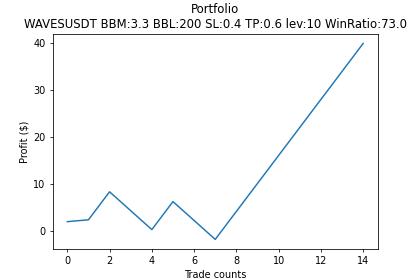 Portfolio
WAVESUSDT BBM:3.3 BBL:200 SL:0.4 TP:0.6 lev:10 WinRatio:73.0
Profit ($)
40
30
20
10
0
0 2 4 6 8 10 12 14
Trade counts